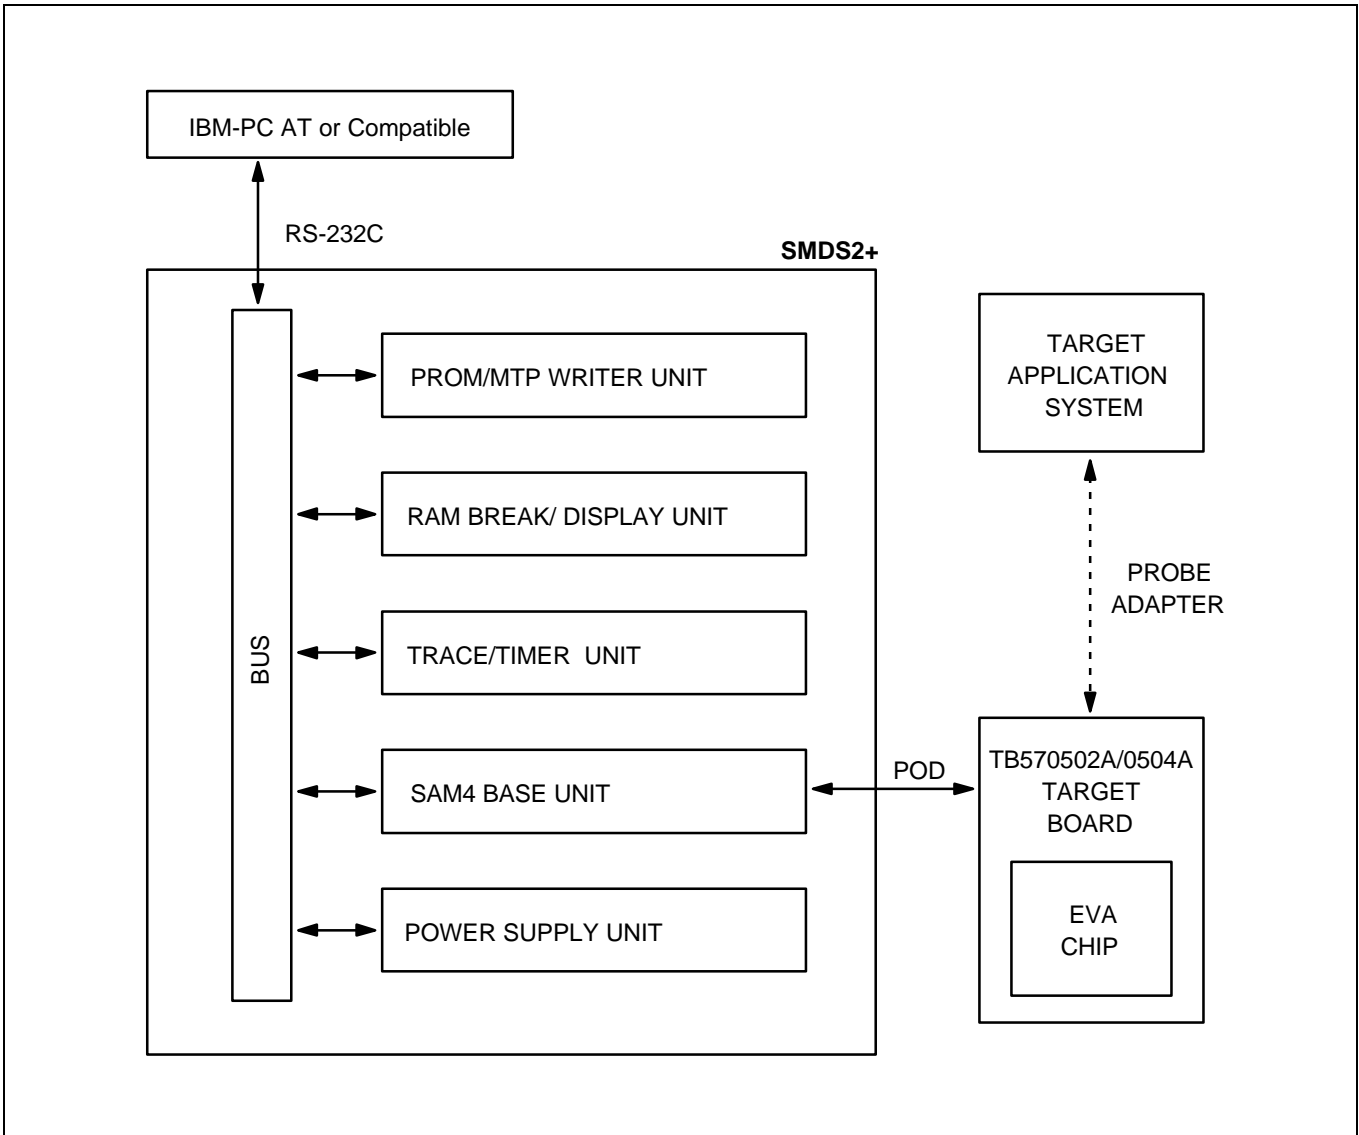 IBM-PC AT or Compatible
RS-232C
SMDS2+
BUS
PROM/MTP WRITER UNIT
RAM BREAK/ DISPLAY UNIT
TRACE/TIMER UNIT
SAM4 BASE UNIT
POWER SUPPLY UNIT
POD
TARGET
APPLICATION
SYSTEM
PROBE
ADAPTER
TB570502A/0504A
TARGET
BOARD
EVA
CHIP